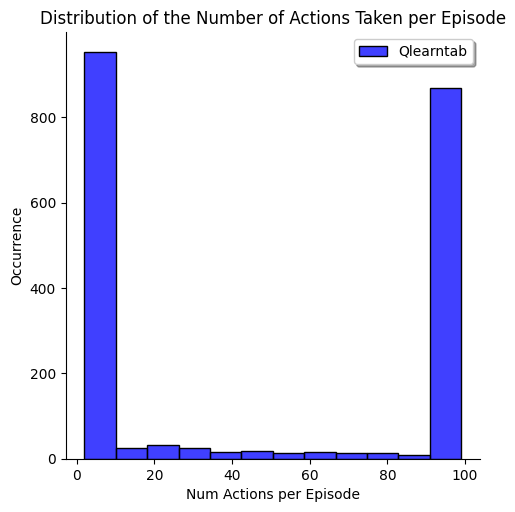 Distribution of the Number of Actions Taken per Episode
Qlearntab
800
600
400
200
0
Occurrence
0 20 40 60 80 100
Num Actions per Episode